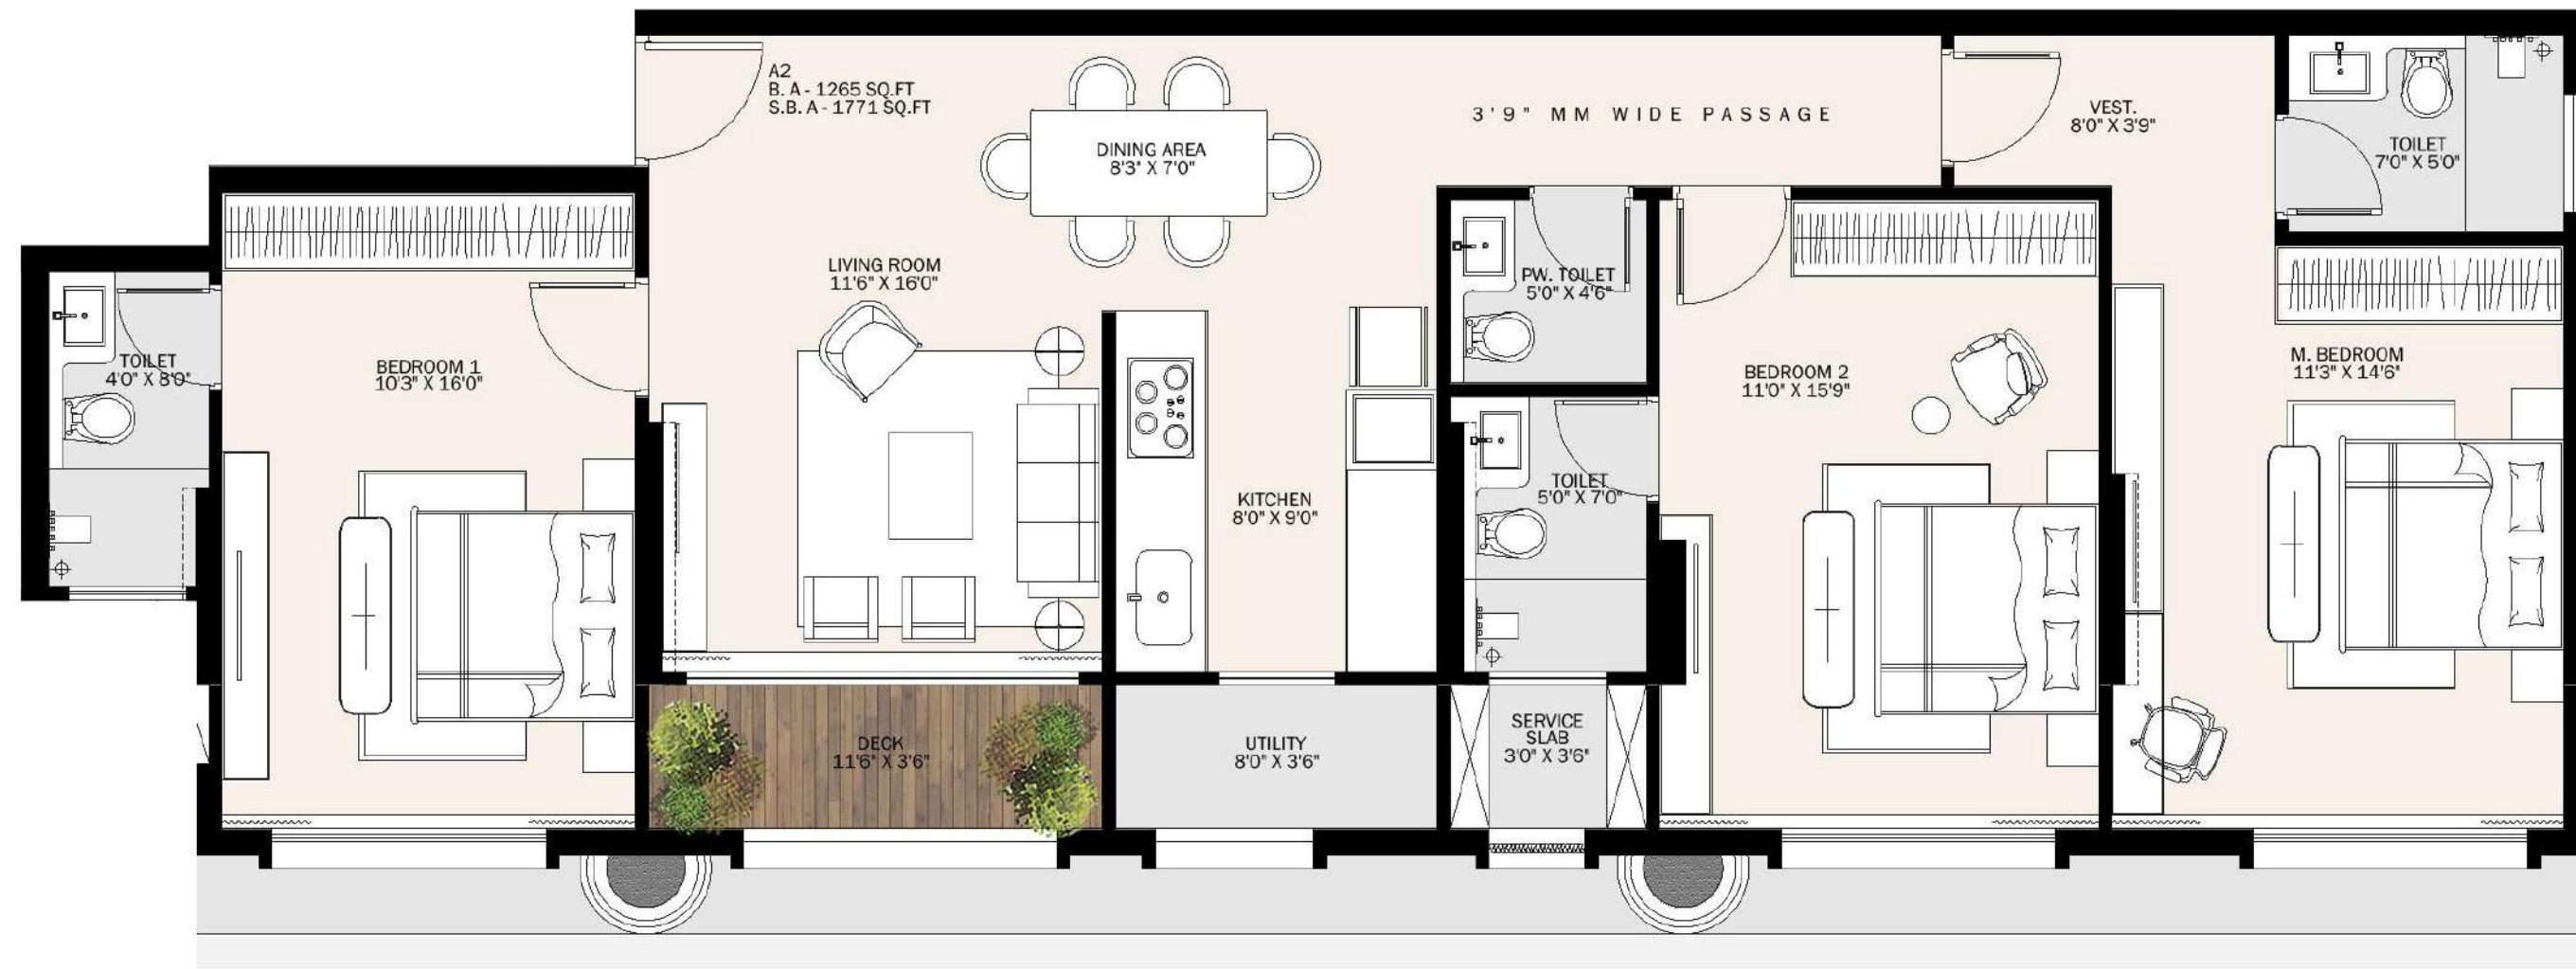 A2
B. A - 1265 SQ.FT
S.B. A - 1771 SQ.FT
DINING AREA
8'3" X 7'0"
3'9" MM WIDE PASSAGE
VEST.
8'0" X 3'9"
TOILET
7'0" X 5'0"
LIVING ROOM
11'6" X 16'0"
PW. TOILET
5'0" X 4'6"
TOILET
4'0" X 8'0"
BEDROOM 1
10'3" X 16'0"
BEDROOM 2
11'0" X 15'9"
M. BEDROOM
11'3" X 14'6"
KITCHEN
8'0" X 9'0"
TOILET
5'0" X 7'0"
DECK
11'6" X 3'6"
UTILITY
8'0" X 3'6"
SERVICE
SLAB
3'0" X 3'6"